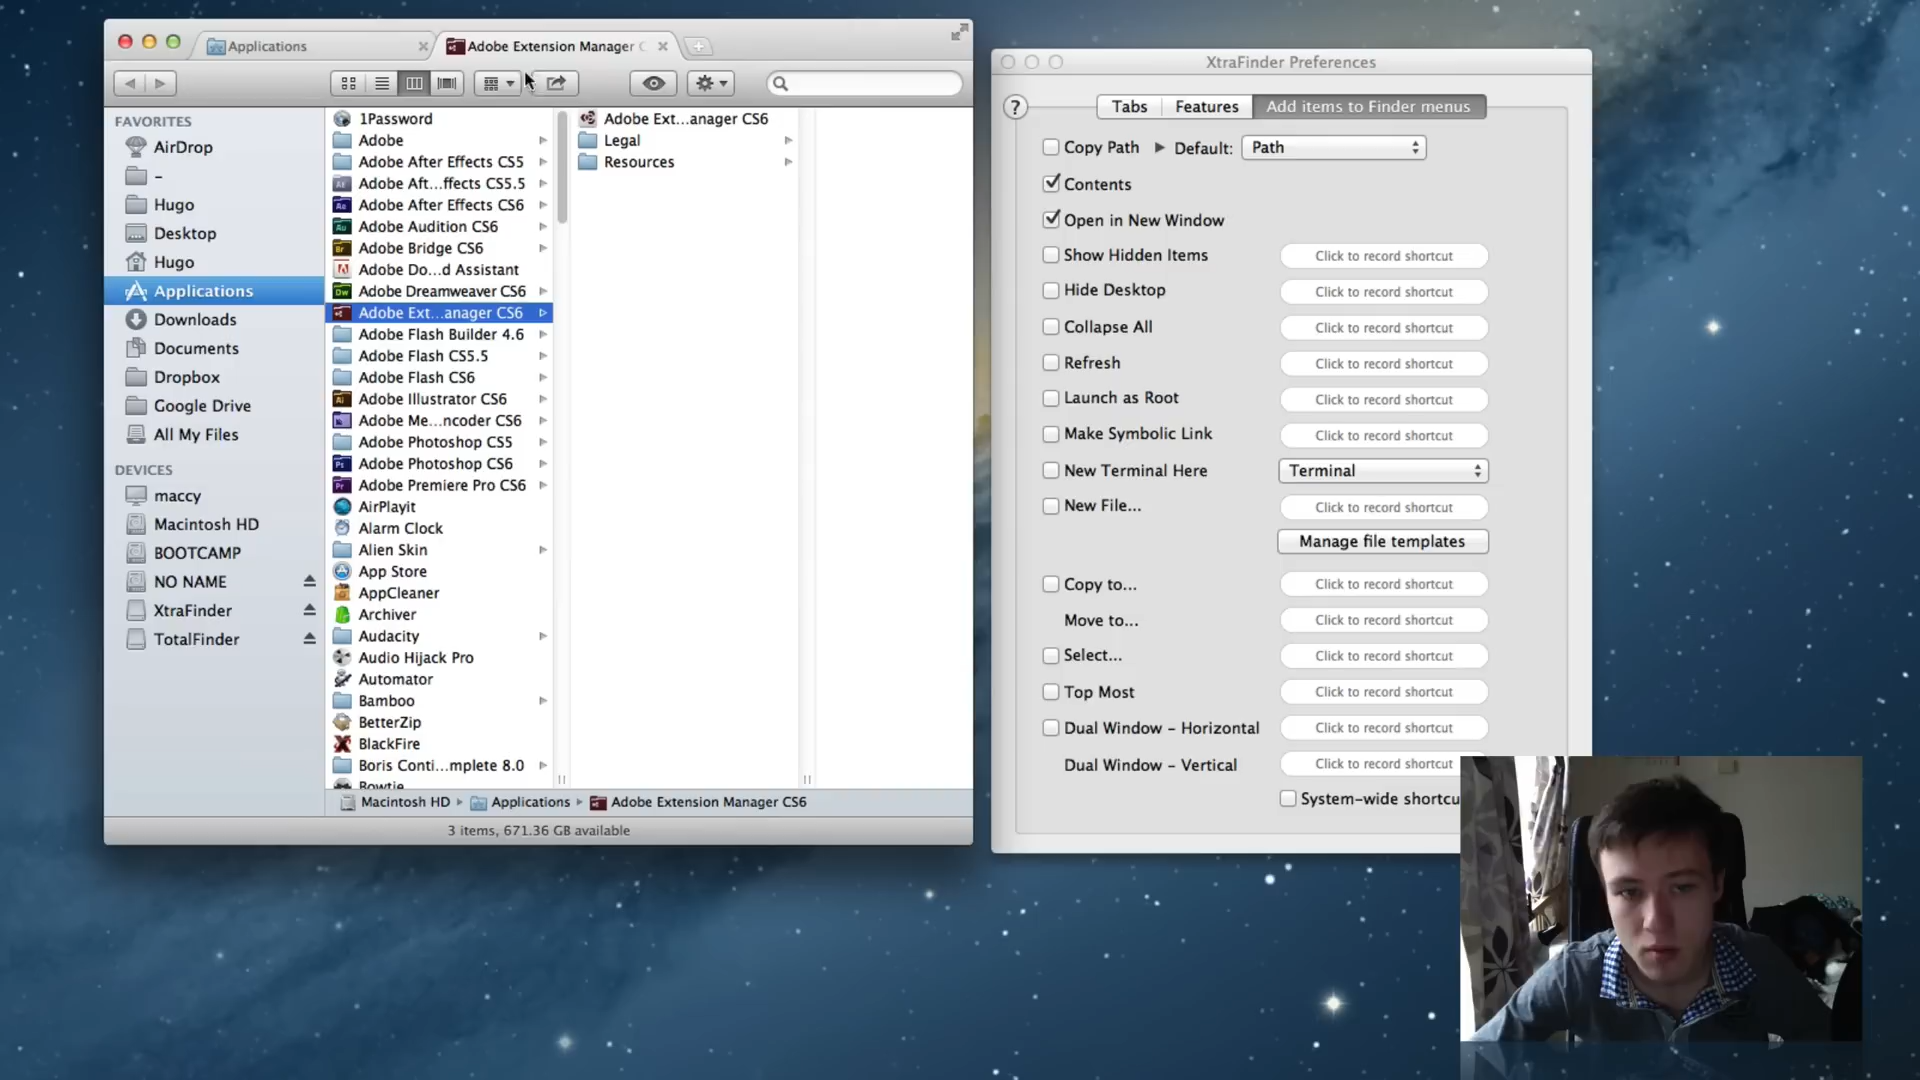 Applications
Adobe Extension Manager C
FAVORITES
AirDrop
–
Hugo
Desktop
Hugo
Applications
Downloads
Documents
Dropbox
Google Drive
All My Files
DEVICES
maccy
Macintosh HD
BOOTCAMP
NO NAME
XtraFinder
TotalFinder
1Password
Adobe
Adobe After Effects CS5
Adobe Aft...ffects CS5.5
Adobe After Effects CS6
Adobe Audition CS6
Adobe Bridge CS6
Adobe Do...d Assistant
Adobe Dreamweaver CS6
Adobe Ext...anager CS6
Adobe Flash Builder 4.6
Adobe Flash CS5.5
Adobe Flash CS6
Adobe Illustrator CS6
Adobe Me...ncoder CS6
Adobe Photoshop CS5
Adobe Photoshop CS6
Adobe Premiere Pro CS6
AirPlayit
Alarm Clock
Alien Skin
App Store
AppCleaner
Archiver
Audacity
Audio Hijack Pro
Automator
Bamboo
BetterZip
BlackFire
Boris Conti...mplete 8.0
Bowtie
Adobe Ext...anager CS6
Legal
Resources
Macintosh HD Applications Adobe Extension Manager CS6
3 items, 671.36 GB available
XtraFinder Preferences
?
Tabs Features Add items to Finder menus
Copy Path Default: Path
Contents
Open in New Window
Show Hidden Items Click to record shortcut
Hide Desktop Click to record shortcut
Collapse All Click to record shortcut
Refresh Click to record shortcut
Launch as Root Click to record shortcut
Make Symbolic Link Click to record shortcut
New Terminal Here Terminal
New File... Click to record shortcut
Manage file templates
Copy to... Click to record shortcut
Move to... Click to record shortcut
Select... Click to record shortcut
Top Most Click to record shortcut
Dual Window – Horizontal Click to record shortcut
Dual Window – Vertical Click to record shortcut
System-wide shortcu